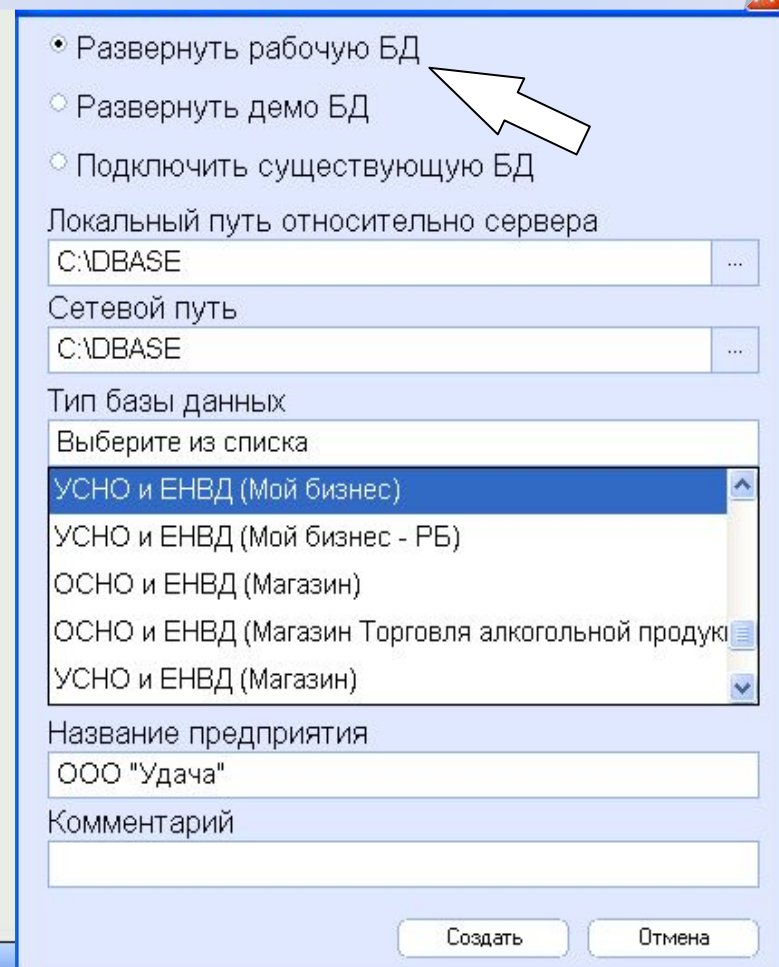 Развернуть рабочую БД
Развернуть демо БД
Подключить существующую БД
Локальный путь относительно сервера
C:\DBASE
...
Сетевой путь
C:\DBASE
...
Тип базы данных
Выберите из списка
УСНО и ЕНВД (Мой бизнес)
УСНО и ЕНВД (Мой бизнес - РБ)
ОСНО и ЕНВД (Магазин)
ОСНО и ЕНВД (Магазин Торговля алкогольной продук
УСНО и ЕНВД (Магазин)
Название предприятия
ООО "Удача"
Комментарий
Создать
Отмена